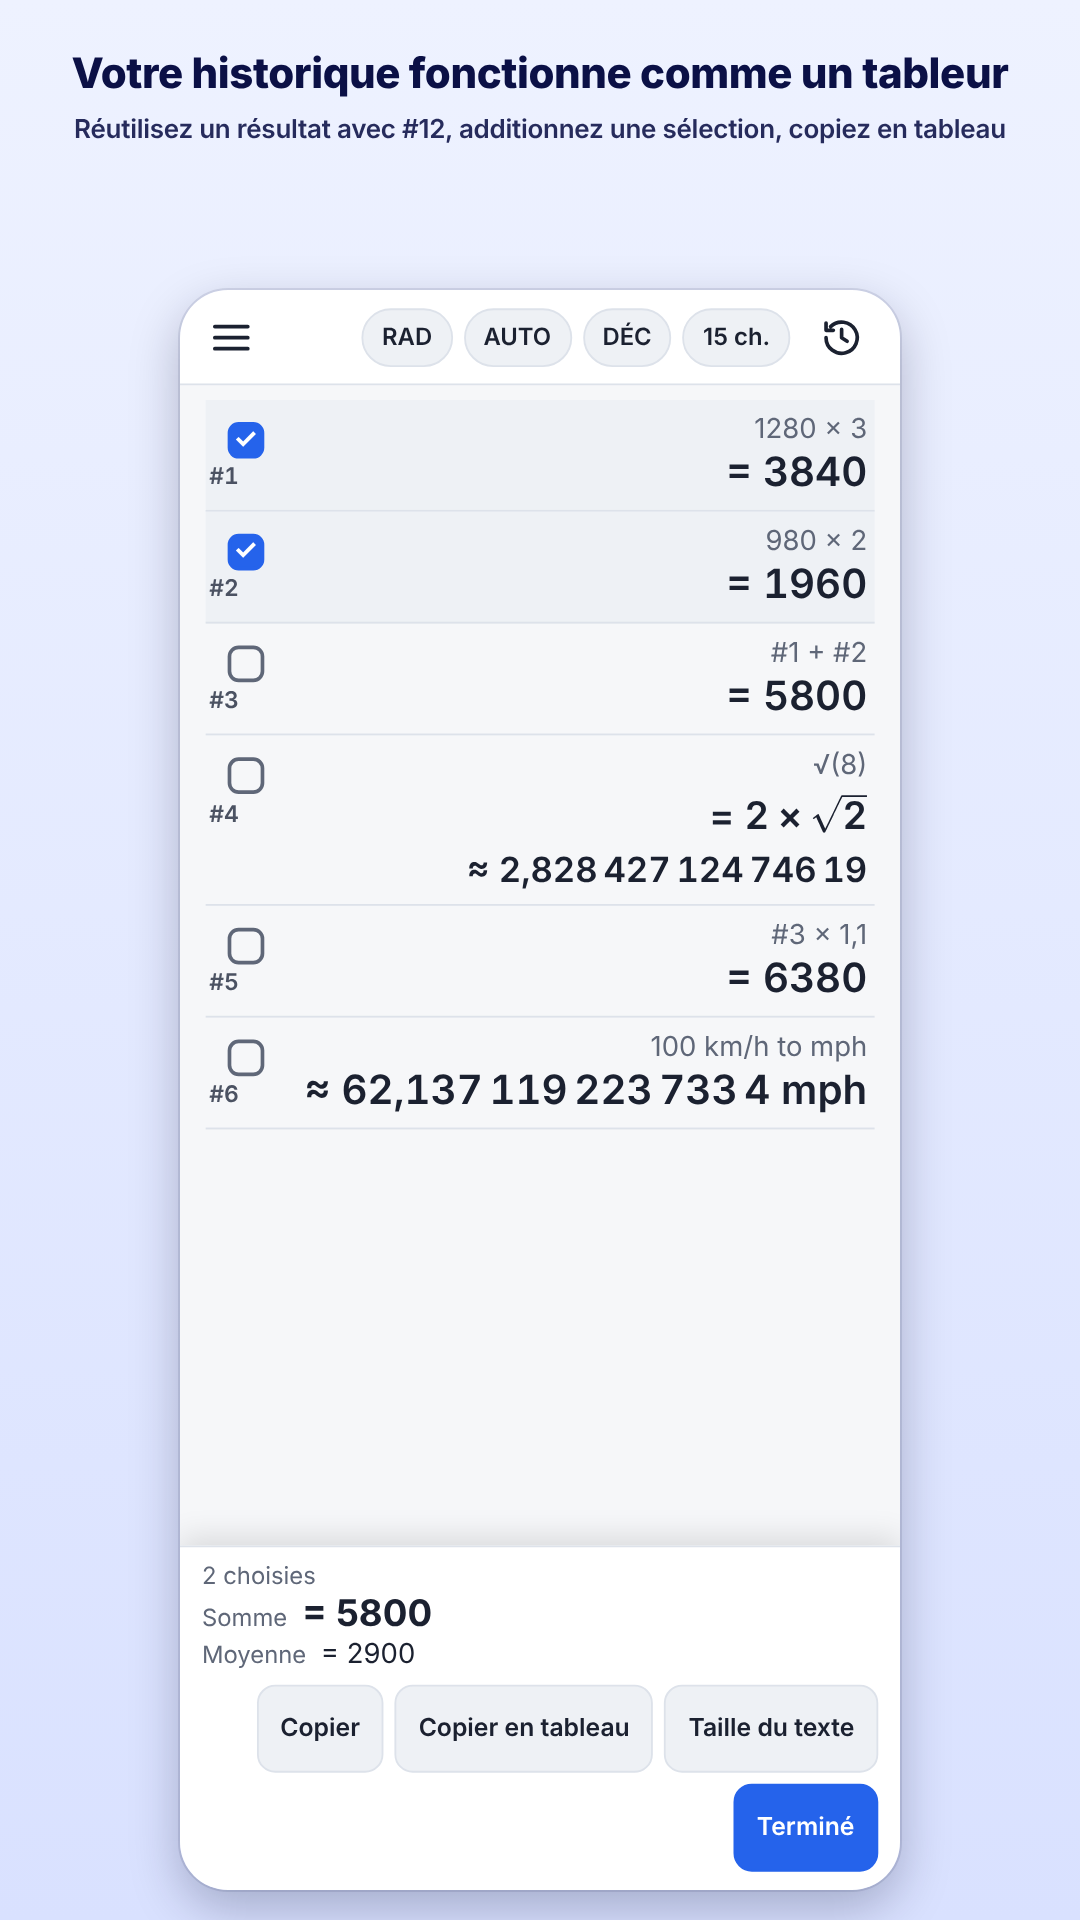 Votre historique fonctionne comme un tableur
Réutilisez un résultat avec #12, additionnez une sélection, copiez en tableau
RAD AUTO DÉC 15 ch.
1280 × 3
#1 = 3840
980 × 2
#2 = 1960
#1 + #2
#3 = 5800
√(8)
#4 = 2 × √2
≈ 2,828 427 124 746 19
#3 × 1,1
#5 = 6380
100 km/h to mph
#6 ≈ 62,137 119 223 733 4 mph
2 choisies
Somme = 5800
Moyenne = 2900
Copier Copier en tableau Taille du texte
Terminé